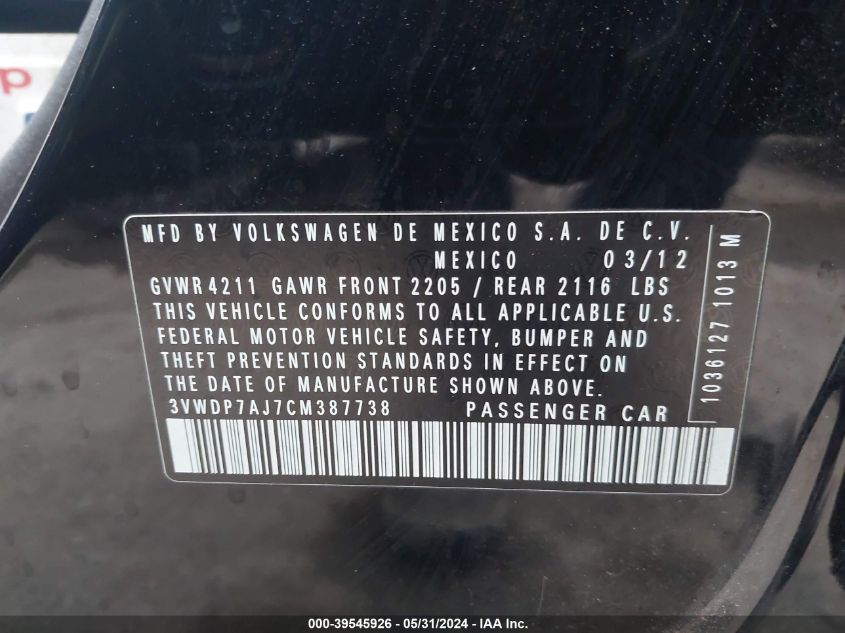 p
MFD BY VOLKSWAGEN DE MEXICO S.A. DE C.V.
MEXICO 03/12
GVWR 4211 GAWR FRONT 2205 / REAR 2116 LBS
THIS VEHICLE CONFORMS TO ALL APPLICABLE U.S.
FEDERAL MOTOR VEHICLE SAFETY, BUMPER AND
THEFT PREVENTION STANDARDS IN EFFECT ON
THE DATE OF MANUFACTURE SHOWN ABOVE.
3VWDP7AJ7CM387738 PASSENGER CAR
1036127 1013 M
000-39545926 - 05/31/2024 - IAA Inc.